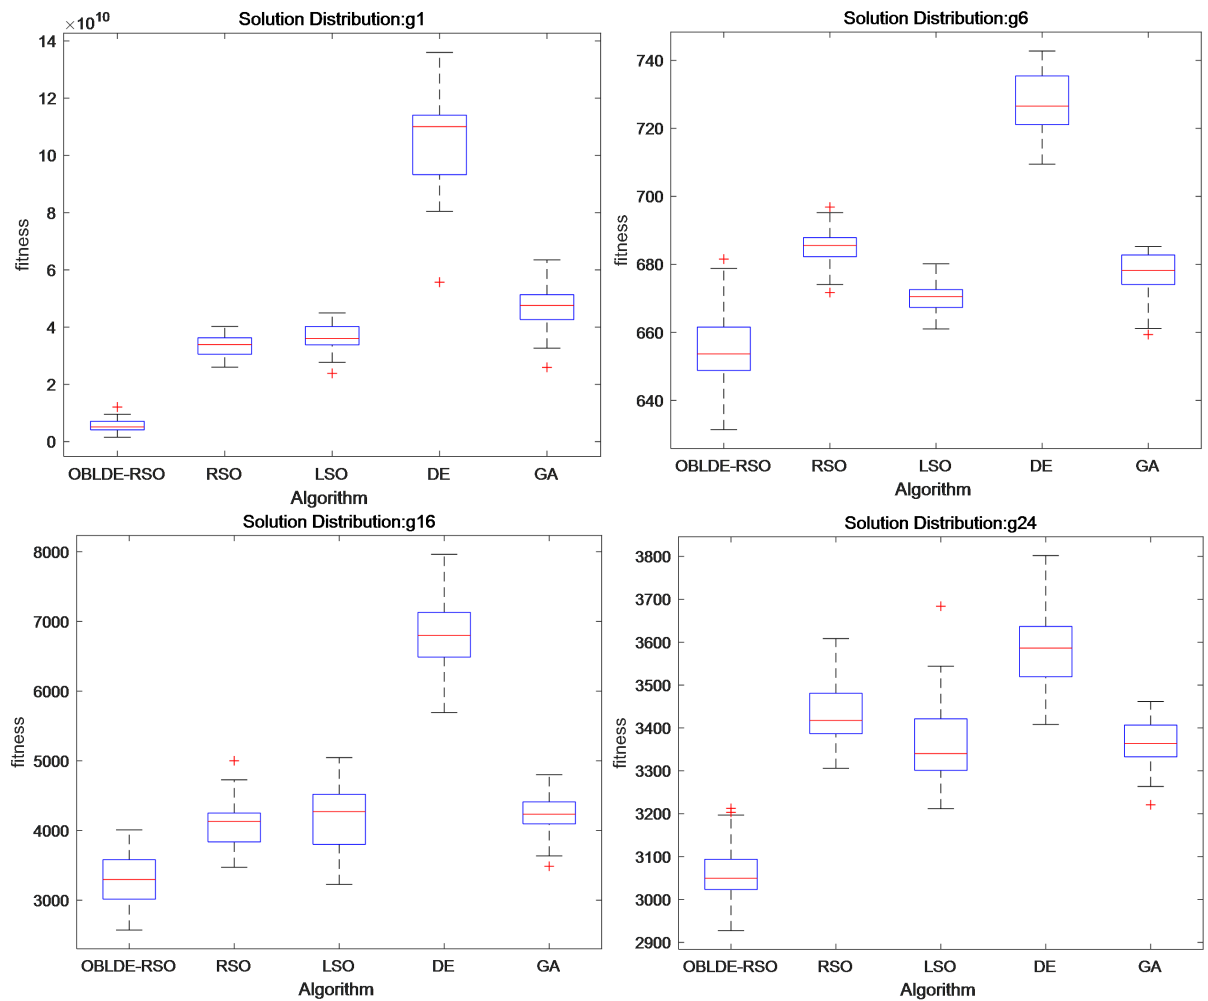 Solution Distribution:g1
×10^10
14
12
10
8
6
4
2
0
fitness
OBLDE-RSO RSO LSO DE GA
Algorithm
Solution Distribution:g6
740
720
700
680
660
640
fitness
OBLDE-RSO RSO LSO DE GA
Algorithm
Solution Distribution:g16
8000
7000
6000
5000
4000
3000
fitness
OBLDE-RSO RSO LSO DE GA
Algorithm
Solution Distribution:g24
3800
3700
3600
3500
3400
3300
3200
3100
3000
2900
fitness
OBLDE-RSO RSO LSO DE GA
Algorithm